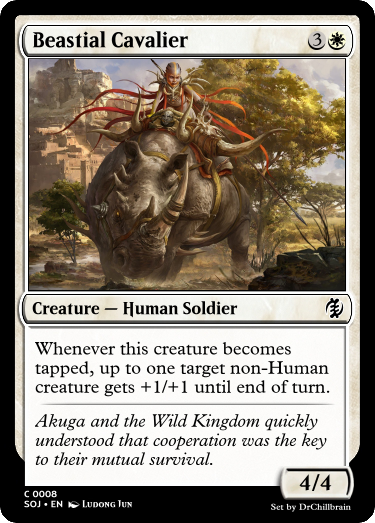 Beastial Cavalier 3
Creature — Human Soldier
Whenever this creature becomes
tapped, up to one target non-Human
creature gets +1/+1 until end of turn.
Akuga and the Wild Kingdom quickly
understood that cooperation was the key
to their mutual survival.
4/4
C 0008
SOJ • EN Ludong Jun
Set by DrChillbrain